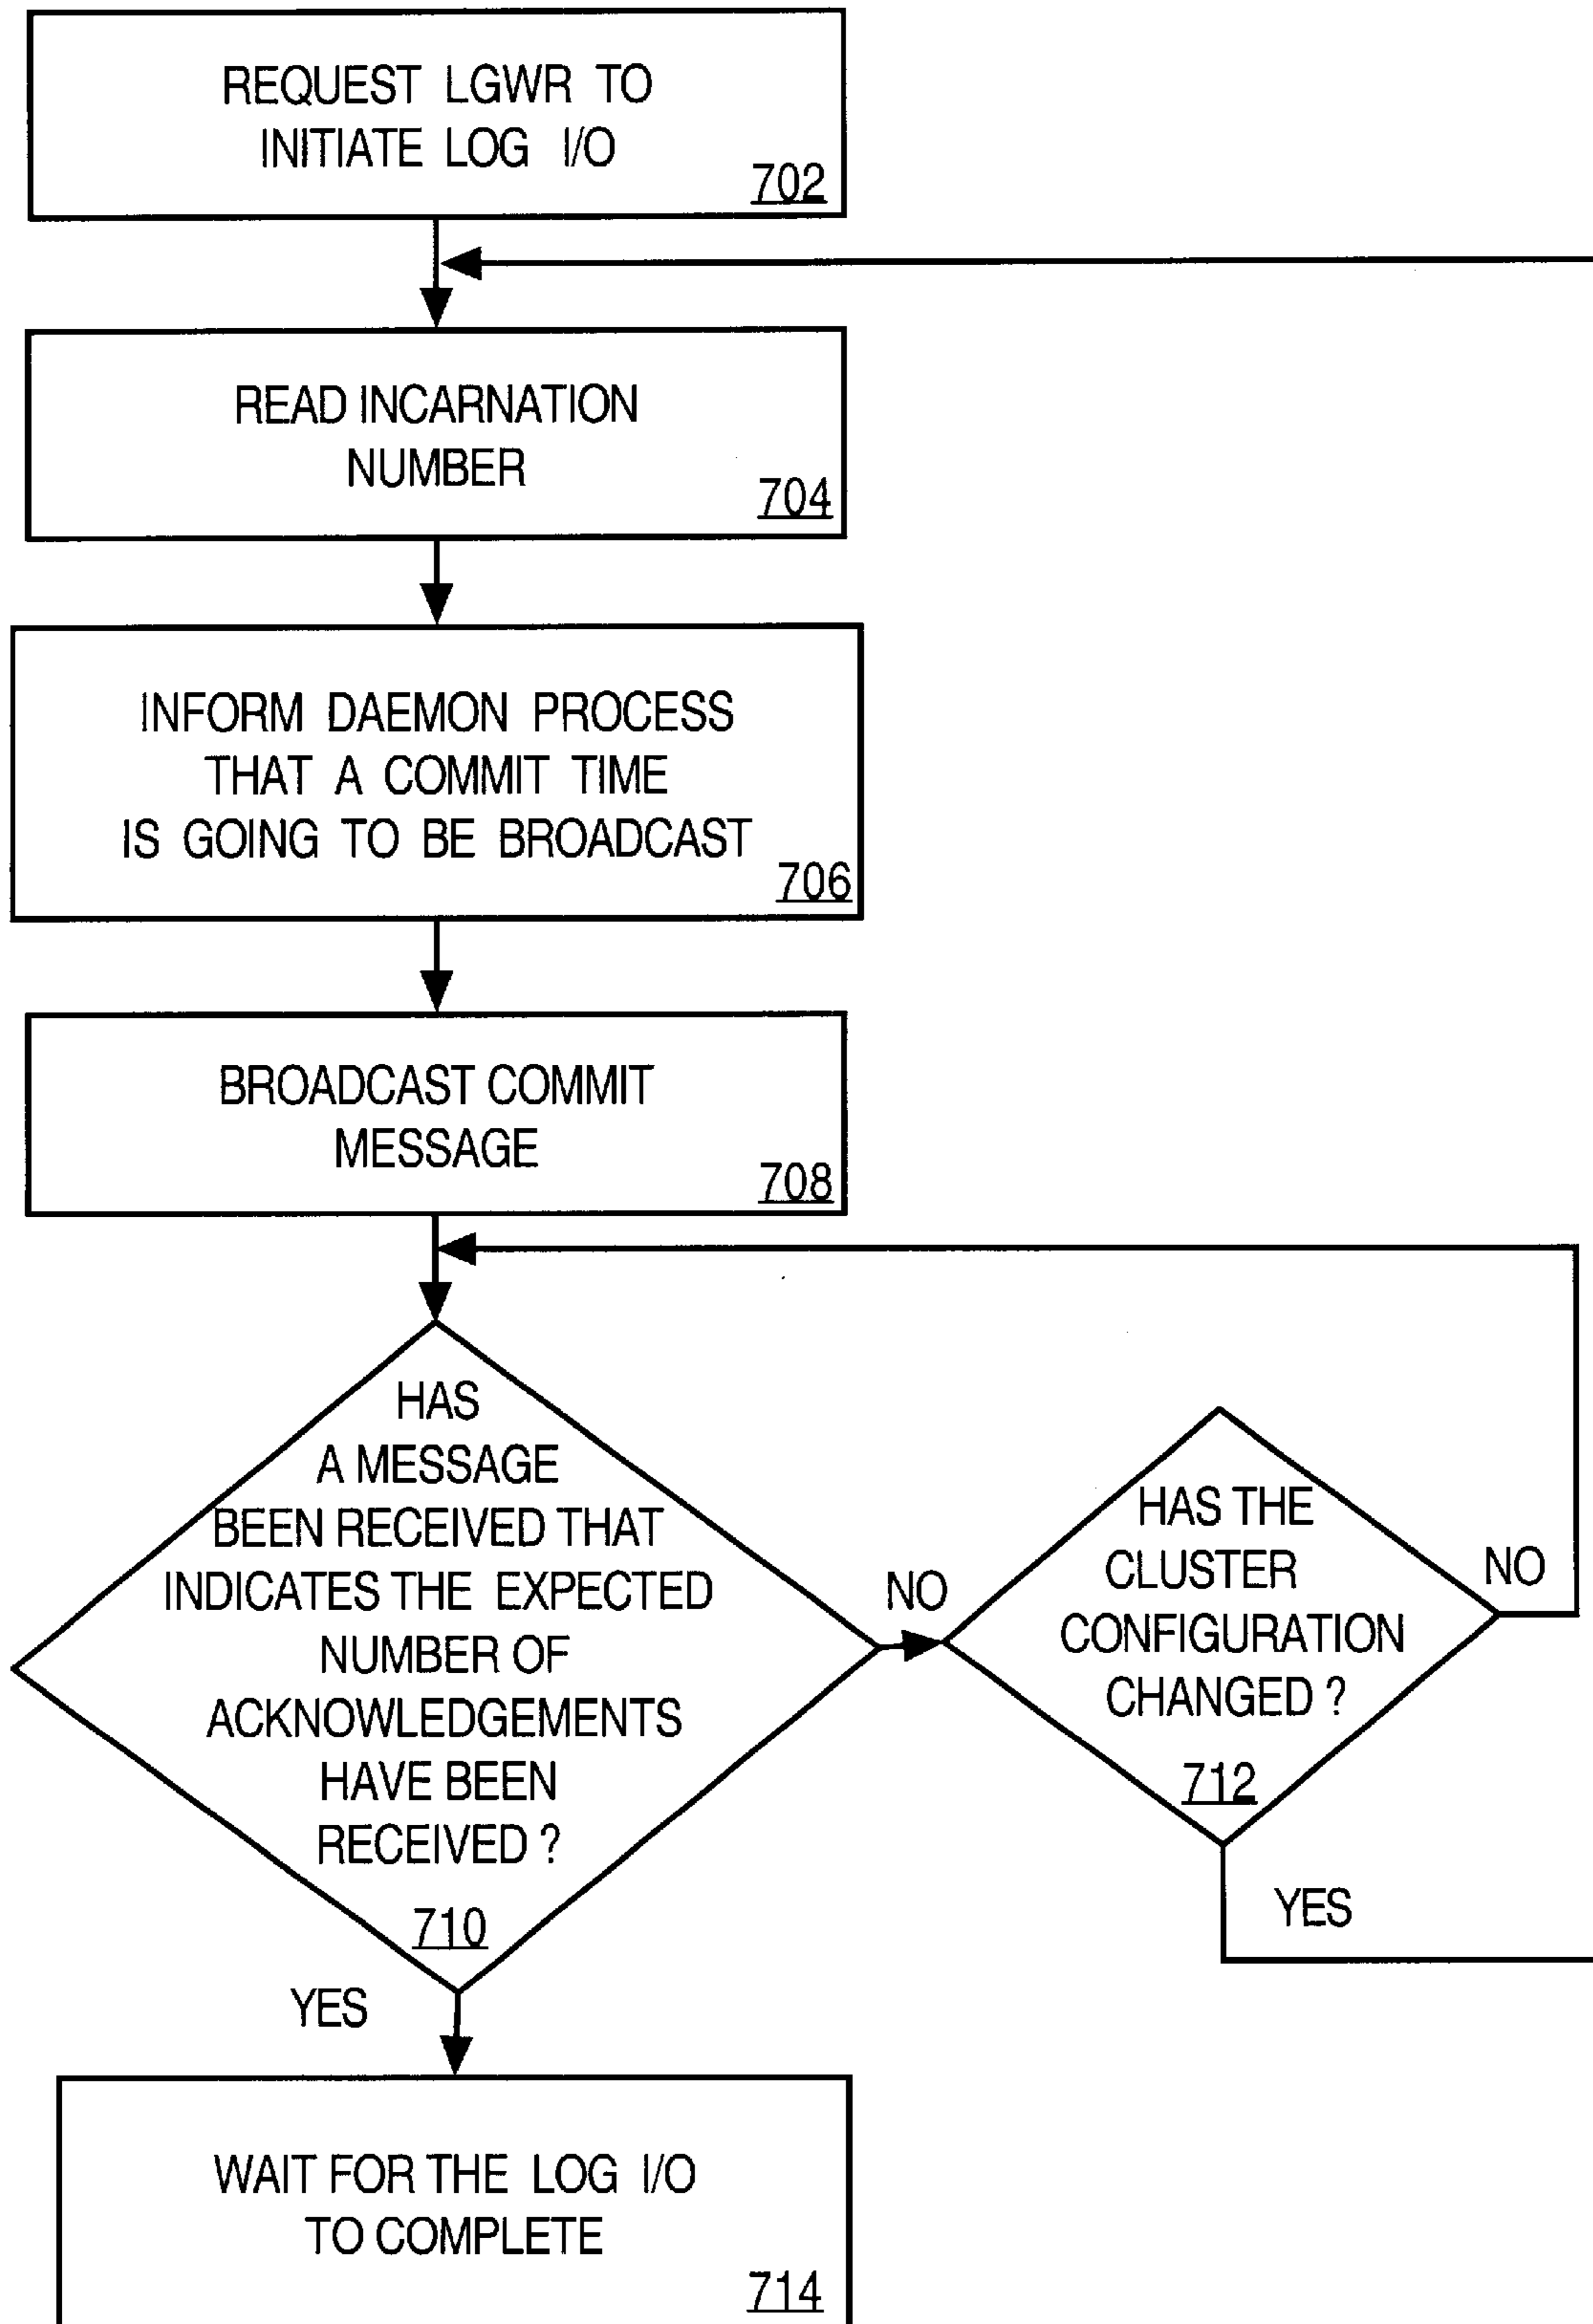 REQUEST LGWR TO
INITIATE LOG I/O
702
READ INCARNATION
NUMBER
704
INFORM DAEMON PROCESS
THAT A COMMIT TIME
IS GOING TO BE BROADCAST
706
BROADCAST COMMIT
MESSAGE
708
HAS
A MESSAGE
BEEN RECEIVED THAT
INDICATES THE EXPECTED
NUMBER OF
ACKNOWLEDGEMENTS
HAVE BEEN
RECEIVED ?
710
NO
HAS THE
CLUSTER
CONFIGURATION
CHANGED ?
712
NO
YES
YES
WAIT FOR THE LOG I/O
TO COMPLETE
714